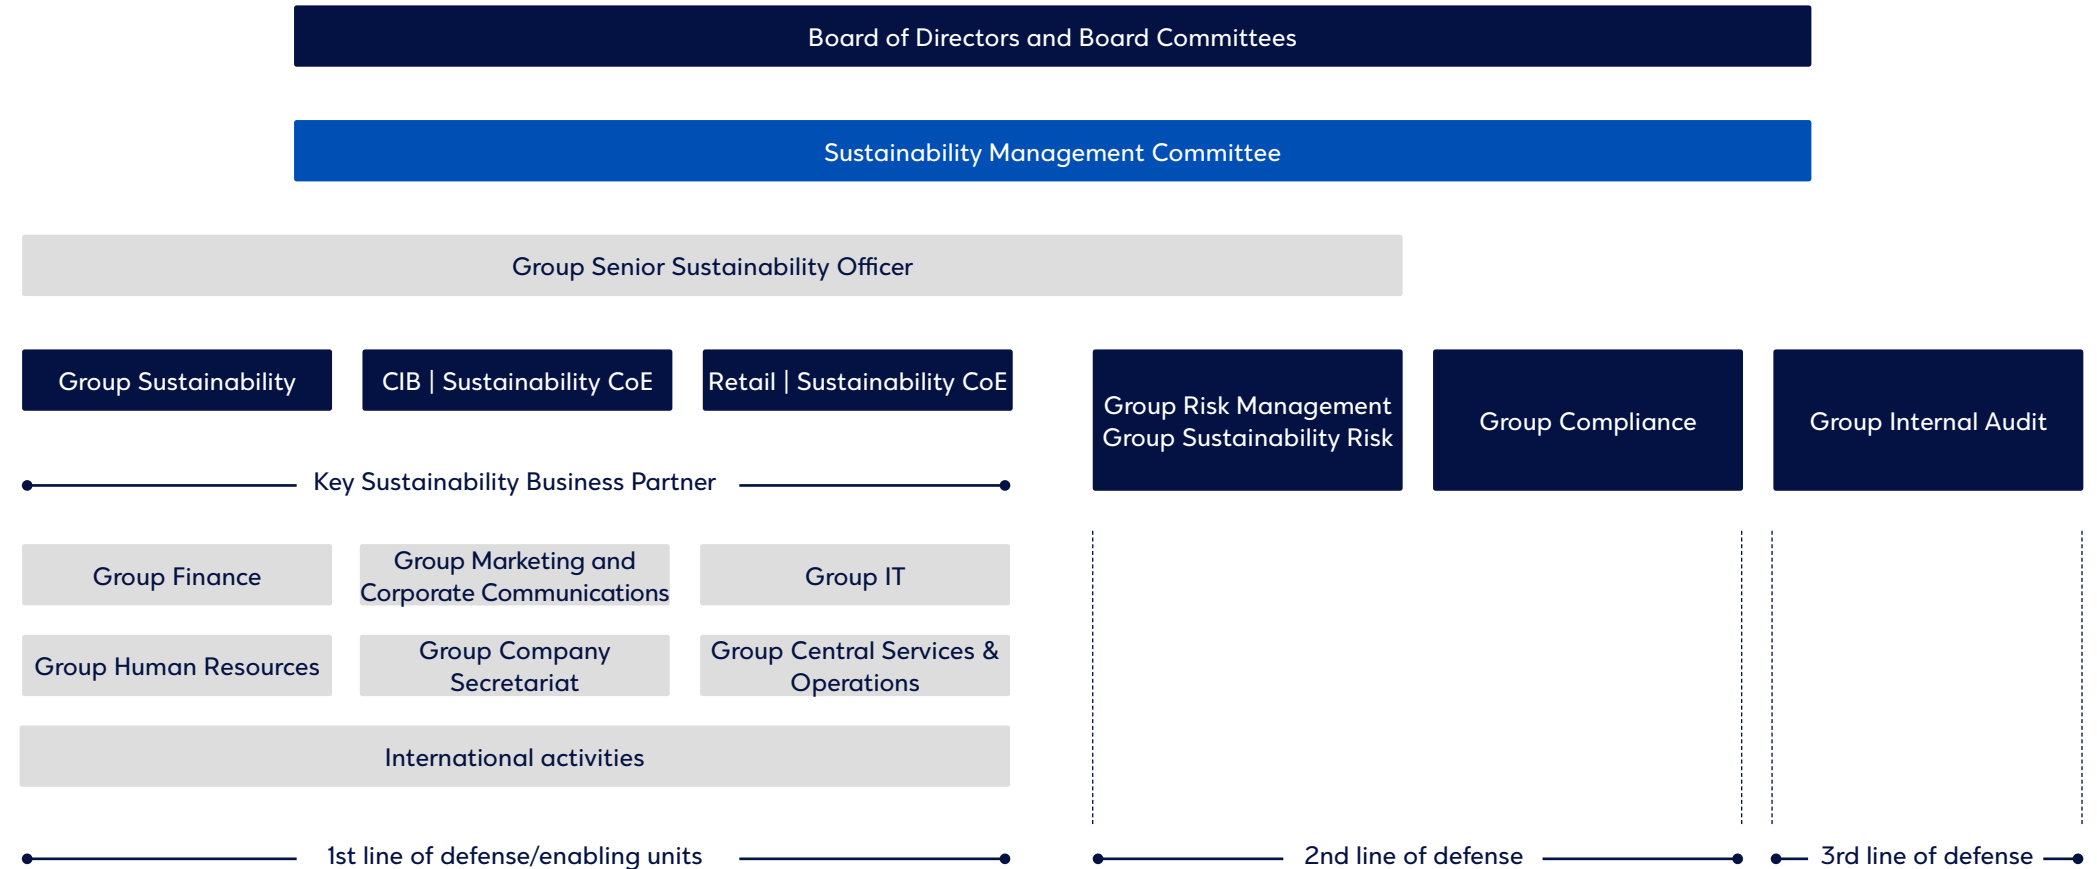 Board of Directors and Board Committees
Sustainability Management Committee
Group Senior Sustainability Officer
Group Sustainability
CIB | Sustainability CoE
Retail | Sustainability CoE
Group Risk Management
Group Sustainability Risk
Group Compliance
Group Internal Audit
Key Sustainability Business Partner
Group Finance
Group Marketing and
Corporate Communications
Group IT
Group Human Resources
Group Company
Secretariat
Group Central Services &
Operations
International activities
1st line of defense/enabling units
2nd line of defense
3rd line of defense